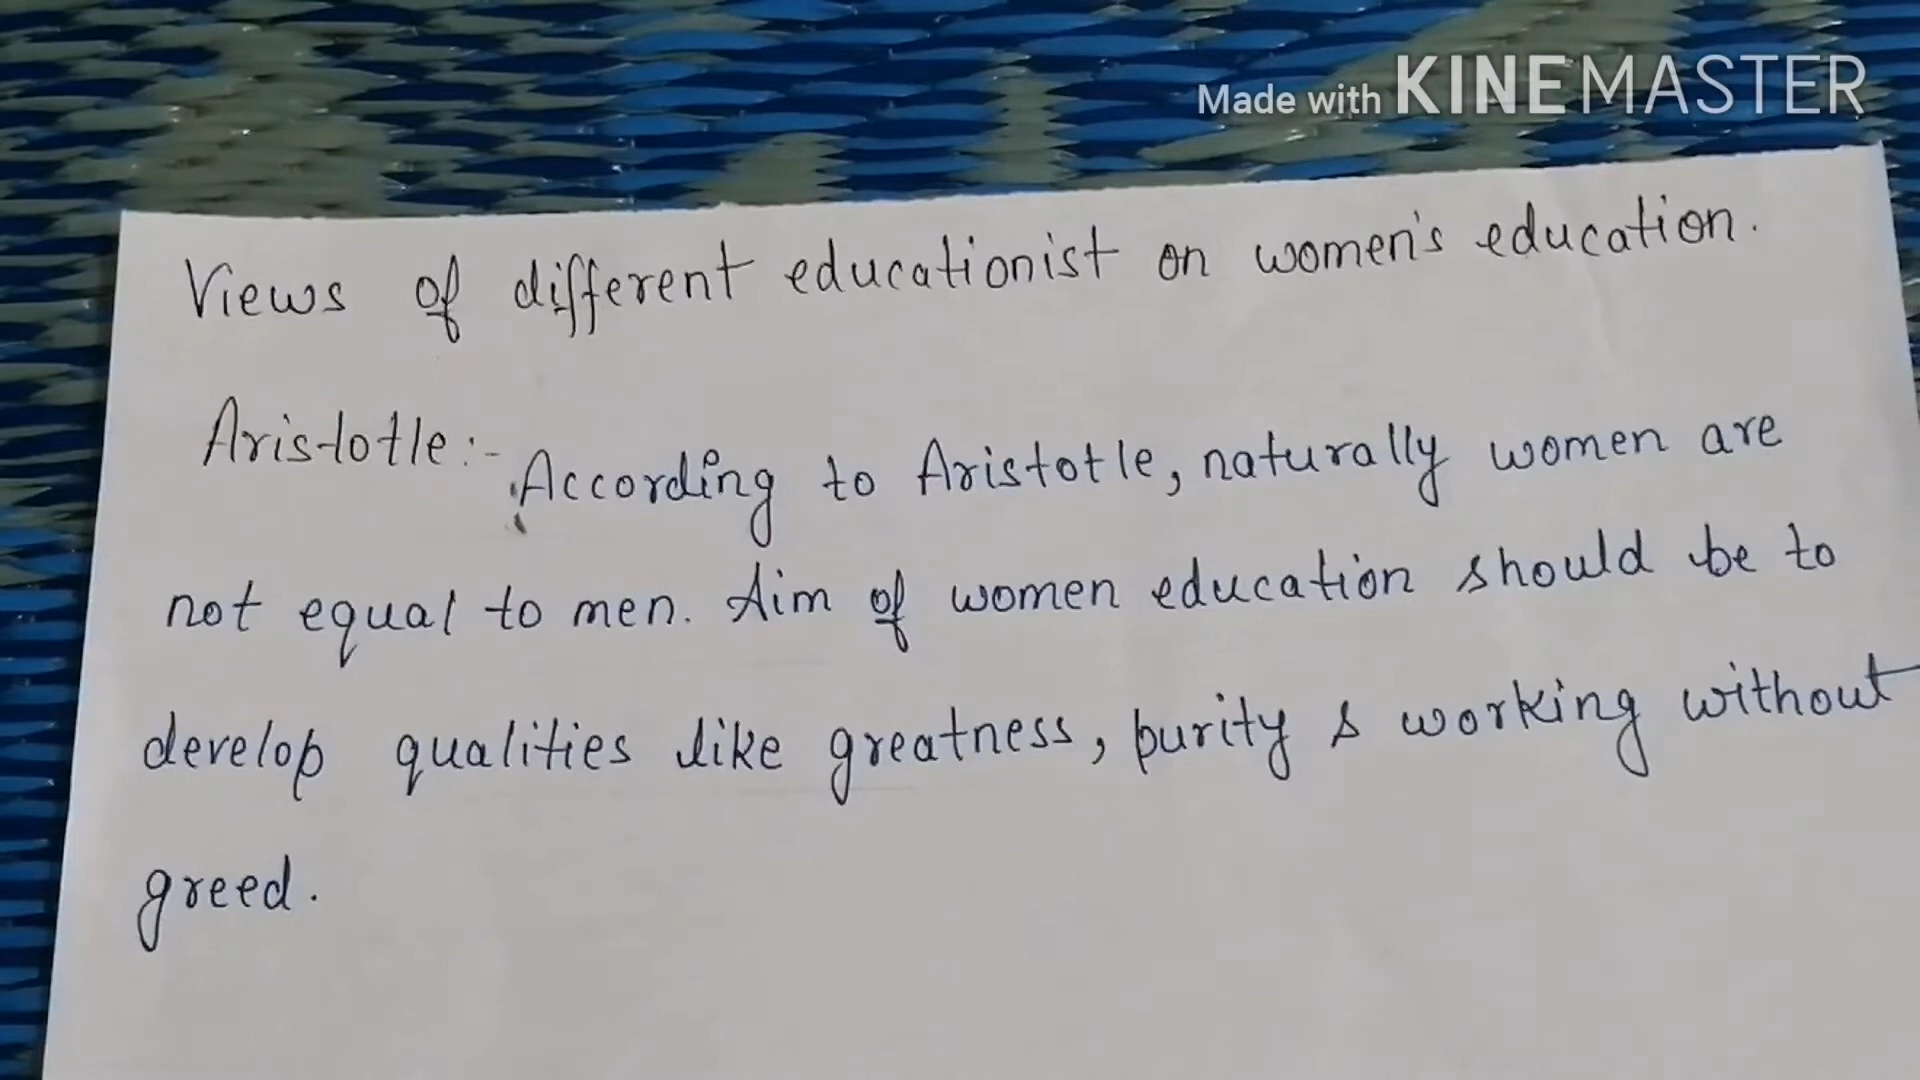 Made with KINEMASTER
Views of different educationist on women's education.
Aristotle:- According to Aristotle, naturally women are
not equal to men. Aim of women education should be to
develop qualities like greatness, purity & working without
greed.